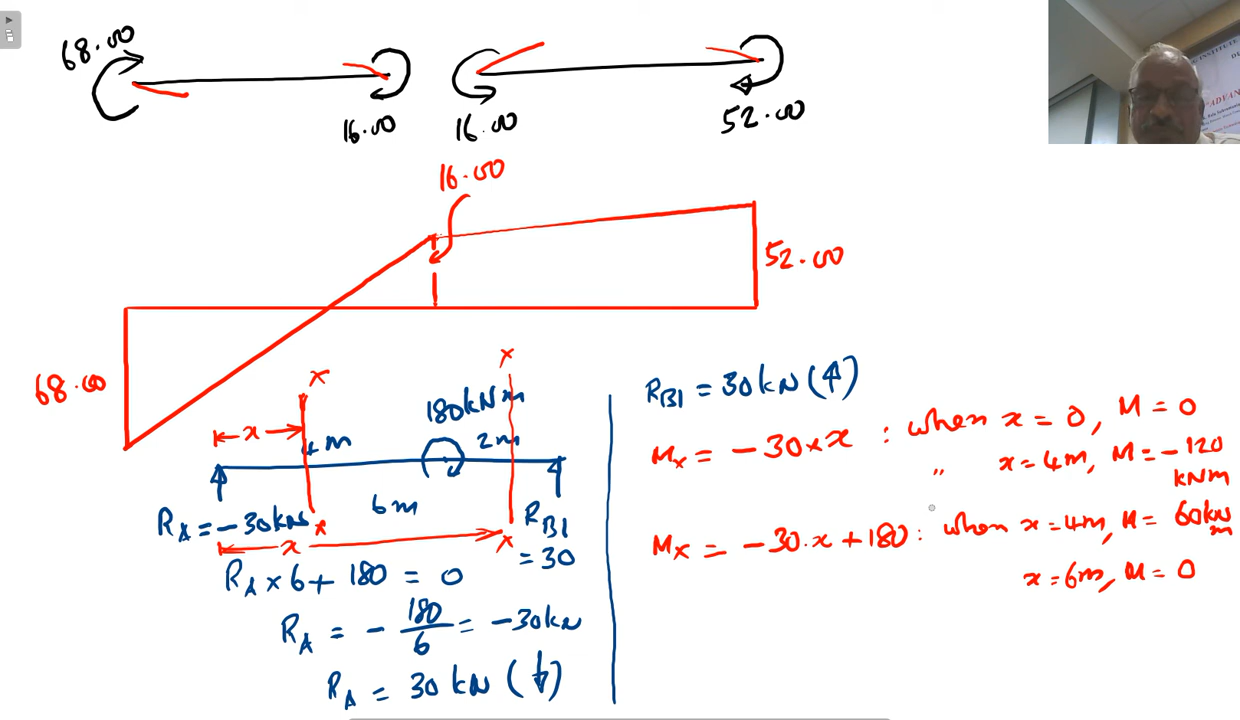 68.00
16.00
16.00
52.00
16.00
52.00
68.00
x
x
180kNm
x
4m
2m
6m
RA = -30kNs x
x
x
RB1 = 30
RA × 6 + 180 = 0
RA = - 180/6 = -30kN
RA = 30 kN (↓)
RB1 = 30kN (↑)
Mx = -30×x : when x = 0, M = 0
" x = 4m, M = -120 kNm
Mx = -30.x + 180 : when x = 4m, M = 60kNm
x = 6m, M = 0
INSTITUT